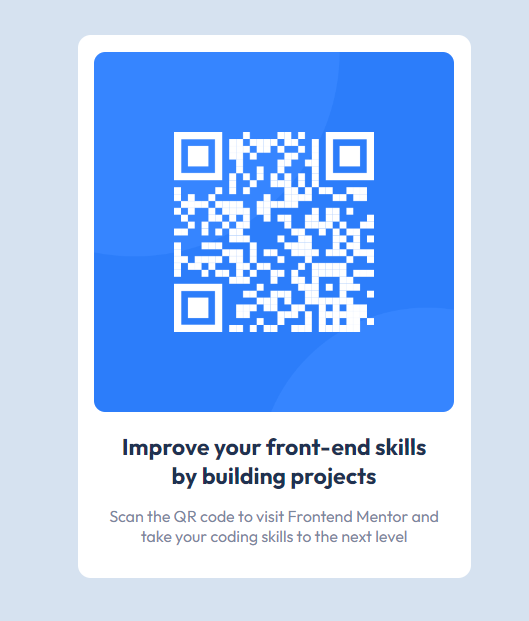 Improve your front-end skills
by building projects
Scan the QR code to visit Frontend Mentor and
take your coding skills to the next level